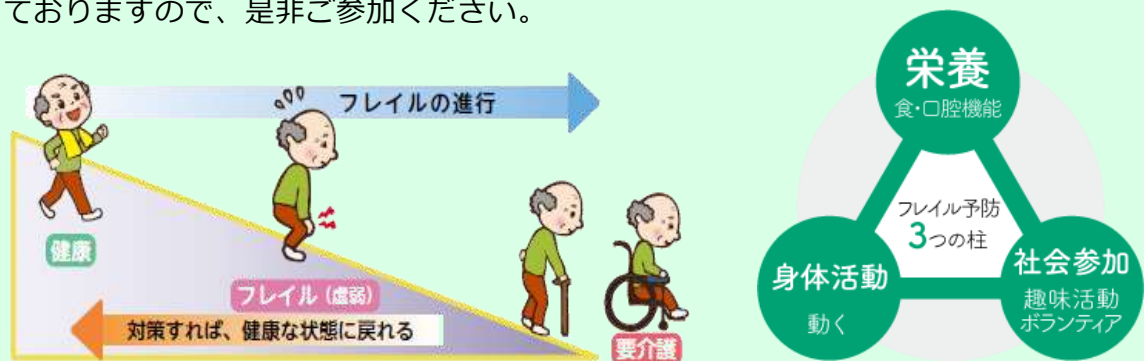 ておりますので、是非ご参加ください。
フレイルの進行
健康
フレイル(虚弱)
対策すれば、健康な状態に戻れる
要介護
栄養
食・口腔機能
フレイル予防
3つの柱
身体活動
動く
社会参加
趣味活動
ボランティア